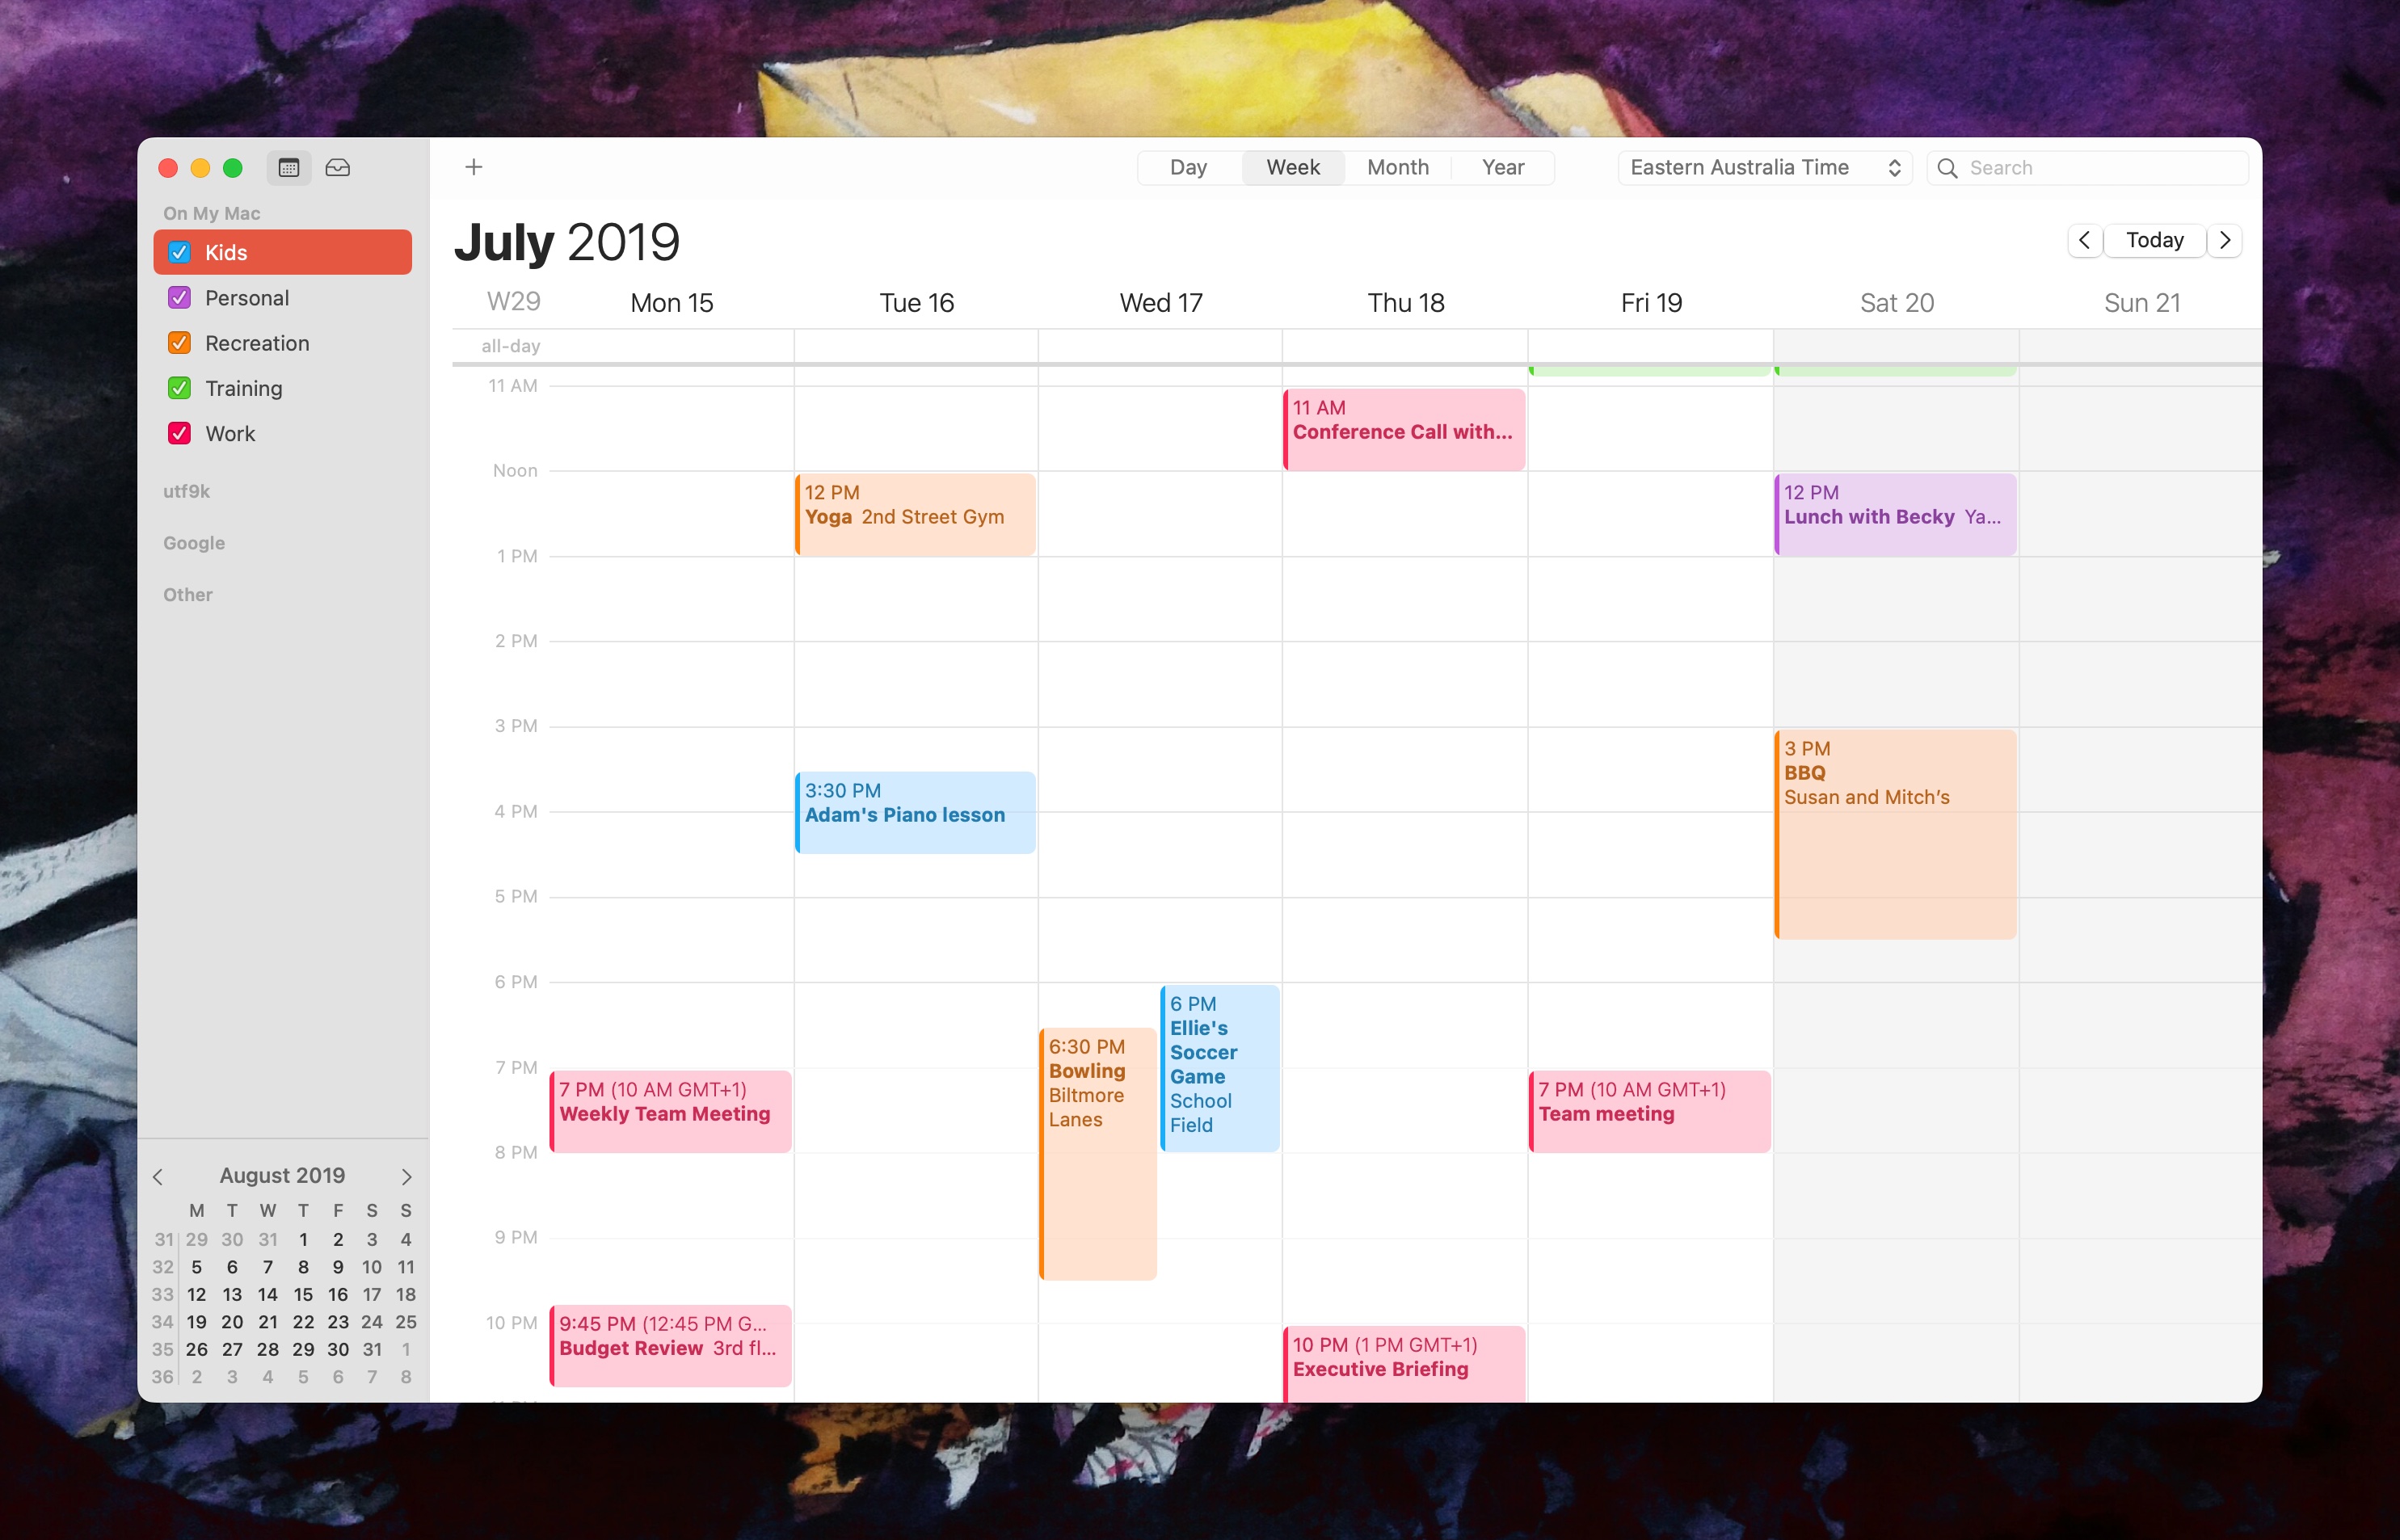 Day Week Month Year Eastern Australia Time Search
On My Mac
Kids
Personal
Recreation
Training
Work
utf9k
Google
Other
August 2019
M T W T F S S
31 29 30 31 1 2 3 4
32 5 6 7 8 9 10 11
33 12 13 14 15 16 17 18
34 19 20 21 22 23 24 25
35 26 27 28 29 30 31 1
36 2 3 4 5 6 7 8
July 2019
Today
W29 Mon 15 Tue 16 Wed 17 Thu 18 Fri 19 Sat 20 Sun 21
all-day
11 AM
Noon
1 PM
2 PM
3 PM
4 PM
5 PM
6 PM
7 PM
8 PM
9 PM
10 PM
7 PM (10 AM GMT+1)
Weekly Team Meeting
9:45 PM (12:45 PM G...
Budget Review 3rd fl...
12 PM
Yoga 2nd Street Gym
3:30 PM
Adam's Piano lesson
6:30 PM
Bowling
Biltmore
Lanes
6 PM
Ellie's
Soccer
Game
School
Field
11 AM
Conference Call with...
10 PM (1 PM GMT+1)
Executive Briefing
7 PM (10 AM GMT+1)
Team meeting
12 PM
Lunch with Becky Ya...
3 PM
BBQ
Susan and Mitch’s